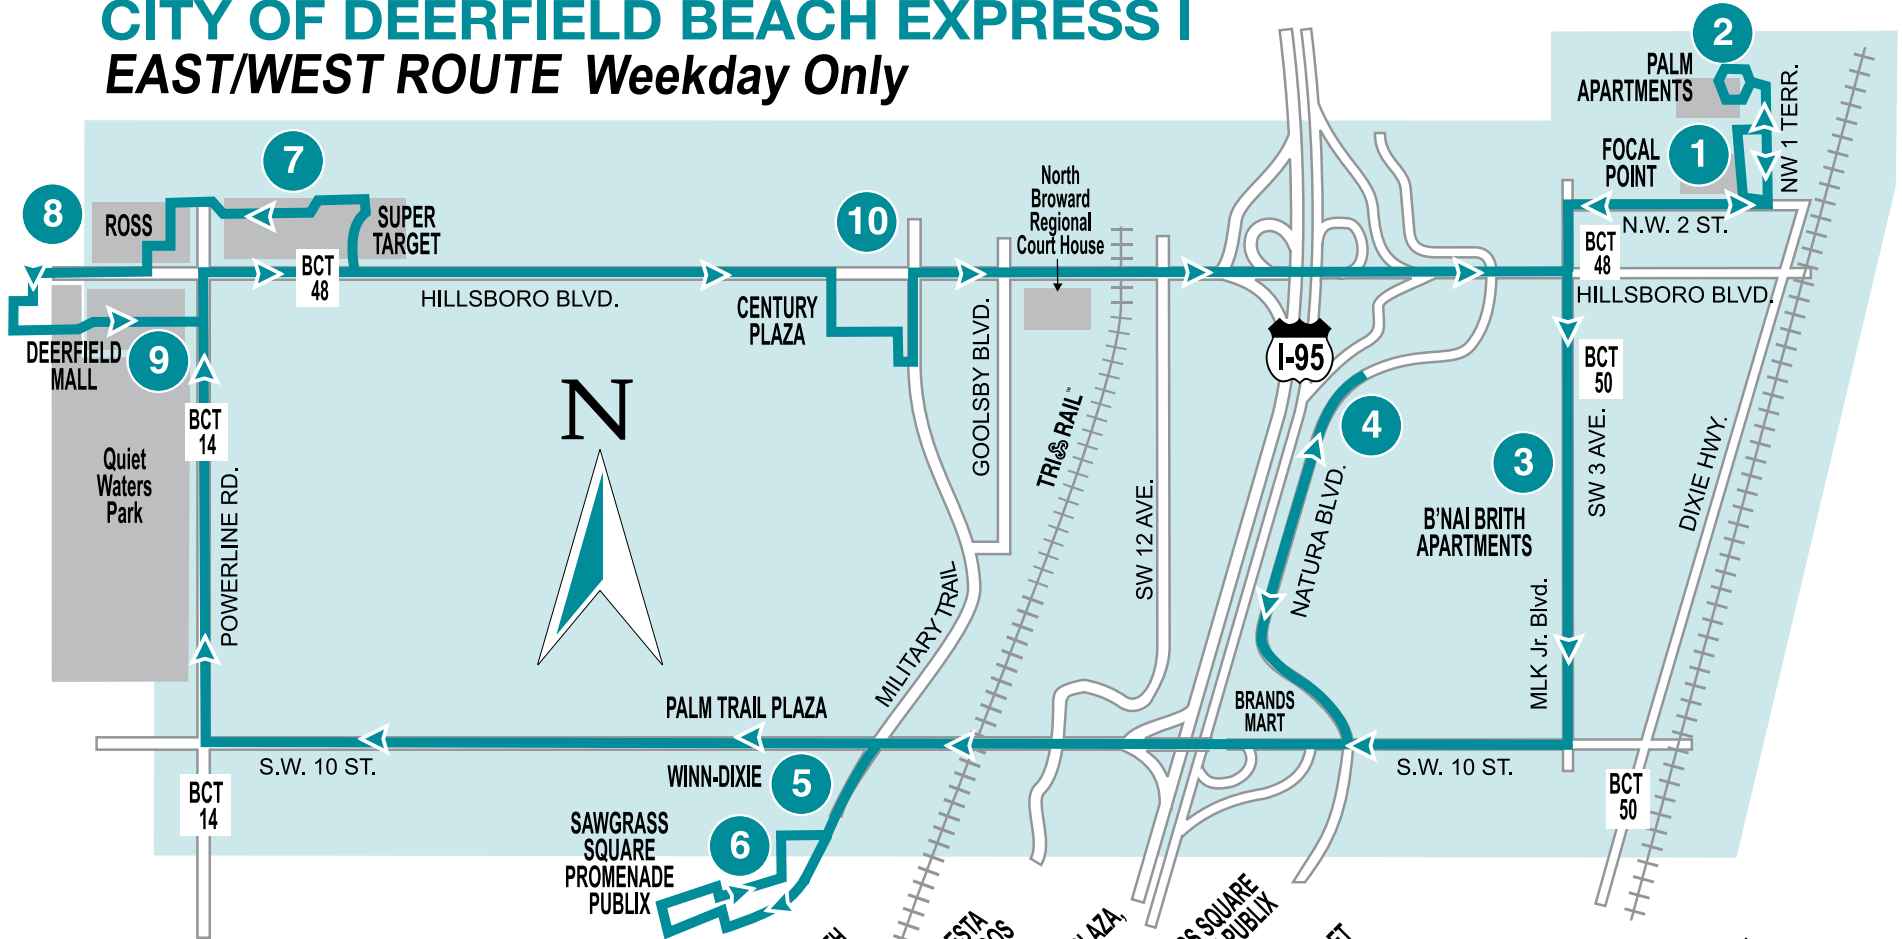 CITY OF DEERFIELD BEACH EXPRESS I
EAST/WEST ROUTE Weekday Only
2
PALM
APARTMENTS
NW 1 TERR.
1
FOCAL
POINT
7
8
ROSS
SUPER
TARGET
10
North
Broward
Regional
Court House
N.W. 2 ST.
BCT
48
BCT
48
HILLSBORO BLVD.
HILLSBORO BLVD.
CENTURY
PLAZA
DEERFIELD
MALL
9
I-95
BCT
50
BCT
14
N
GOOLSBY BLVD.
TRI RAIL
4
3
SW 3 AVE.
DIXIE HWY.
Quiet
Waters
Park
POWERLINE RD.
SW 12 AVE.
NATURA BLVD.
B'NAI BRITH
APARTMENTS
MILITARY TRAIL
MLK Jr. Blvd.
BRANDS
MART
PALM TRAIL PLAZA
S.W. 10 ST.
S.W. 10 ST.
WINN-DIXIE
5
BCT
14
BCT
50
SAWGRASS
SQUARE
PROMENADE
PUBLIX
6
SQUARE
PUBLIX